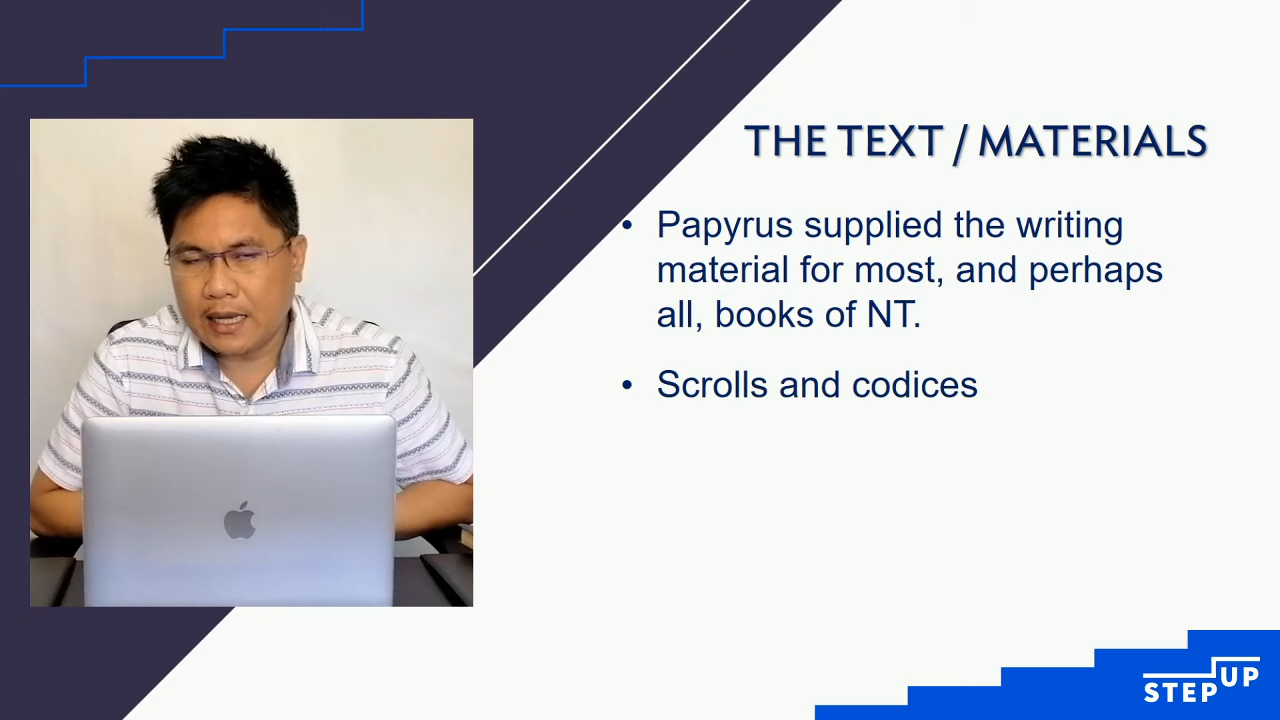 THE TEXT / MATERIALS
• Papyrus supplied the writing
material for most, and perhaps
all, books of NT.
• Scrolls and codices
STEP UP